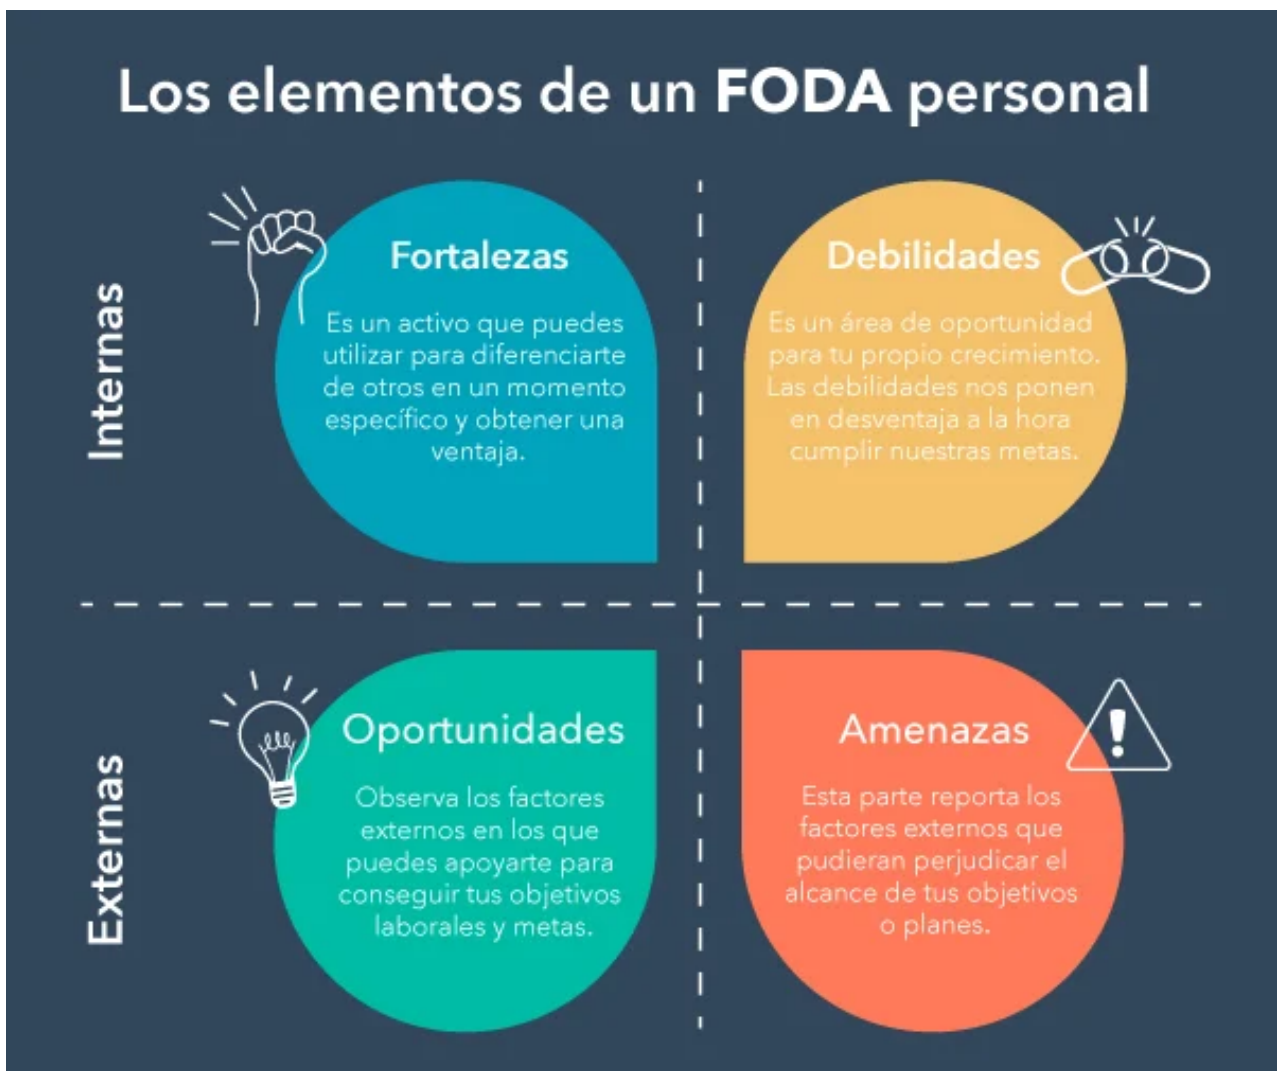 Los elementos de un FODA personal
Internas
Fortalezas
Es un activo que puedes
utilizar para diferenciarte
de otros en un momento
específico y obtener una
ventaja.
Debilidades
Es un área de oportunidad
para tu propio crecimiento.
Las debilidades nos ponen
en desventaja a la hora
cumplir nuestras metas.
Externas
Oportunidades
Observa los factores
externos en los que
puedes apoyarte para
conseguir tus objetivos
laborales y metas.
Amenazas
Esta parte reporta los
factores externos que
pudieran perjudicar el
alcance de tus objetivos
o planes.